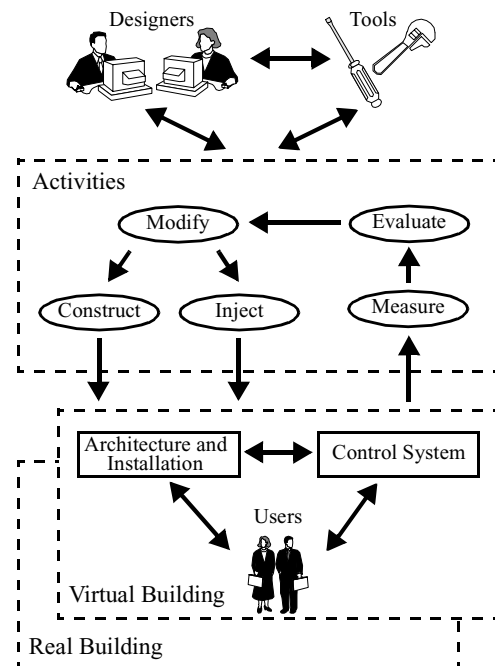 Designers
Tools
Activities
Modify
Evaluate
Construct
Inject
Measure
Architecture and
Installation
Control System
Users
Virtual Building
Real Building